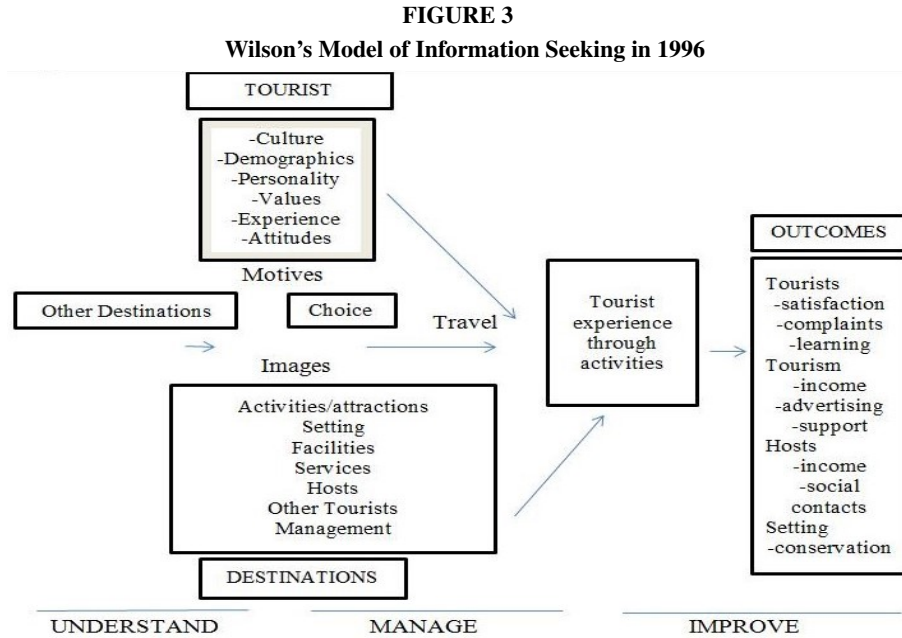 FIGURE 3
Wilson’s Model of Information Seeking in 1996
TOURIST
-Culture
-Demographics
-Personality
-Values
-Experience
-Attitudes
Motives
Other Destinations
Choice
Travel
Images
Activities/attractions
Setting
Facilities
Services
Hosts
Other Tourists
Management
DESTINATIONS
Tourist
experience
through
activities
OUTCOMES
Tourists
-satisfaction
-complaints
-learning
Tourism
-income
-advertising
-support
Hosts
-income
-social
contacts
Setting
-conservation
UNDERSTAND
MANAGE
IMPROVE